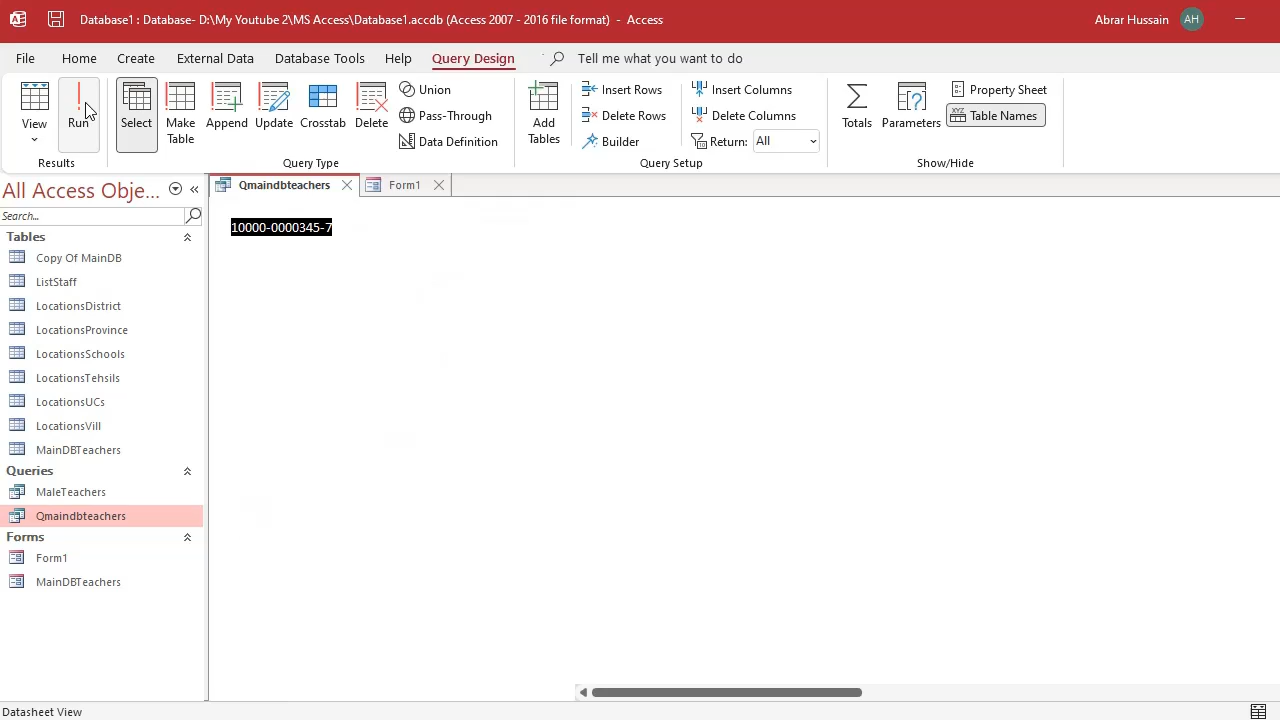 Database1 : Database- D:\My Youtube 2\MS Access\Database1.accdb (Access 2007 - 2016 file format) - Access
Abrar Hussain AH
File Home Create External Data Database Tools Help Query Design Tell me what you want to do
View
Run
Results
Select
Make Table
Append
Update
Crosstab
Delete
Union
Pass-Through
Data Definition
Query Type
Add Tables
Insert Rows
Delete Rows
Builder
Insert Columns
Delete Columns
Return: All
Query Setup
Totals
Parameters
Property Sheet
Table Names
Show/Hide
All Access Obje...
Search...
Tables
Copy Of MainDB
ListStaff
LocationsDistrict
LocationsProvince
LocationsSchools
LocationsTehsils
LocationsUCs
LocationsVill
MainDBTeachers
Queries
MaleTeachers
Qmaindbteachers
Forms
Form1
MainDBTeachers
Qmaindbteachers
Form1
10000-0000345-7
Datasheet View